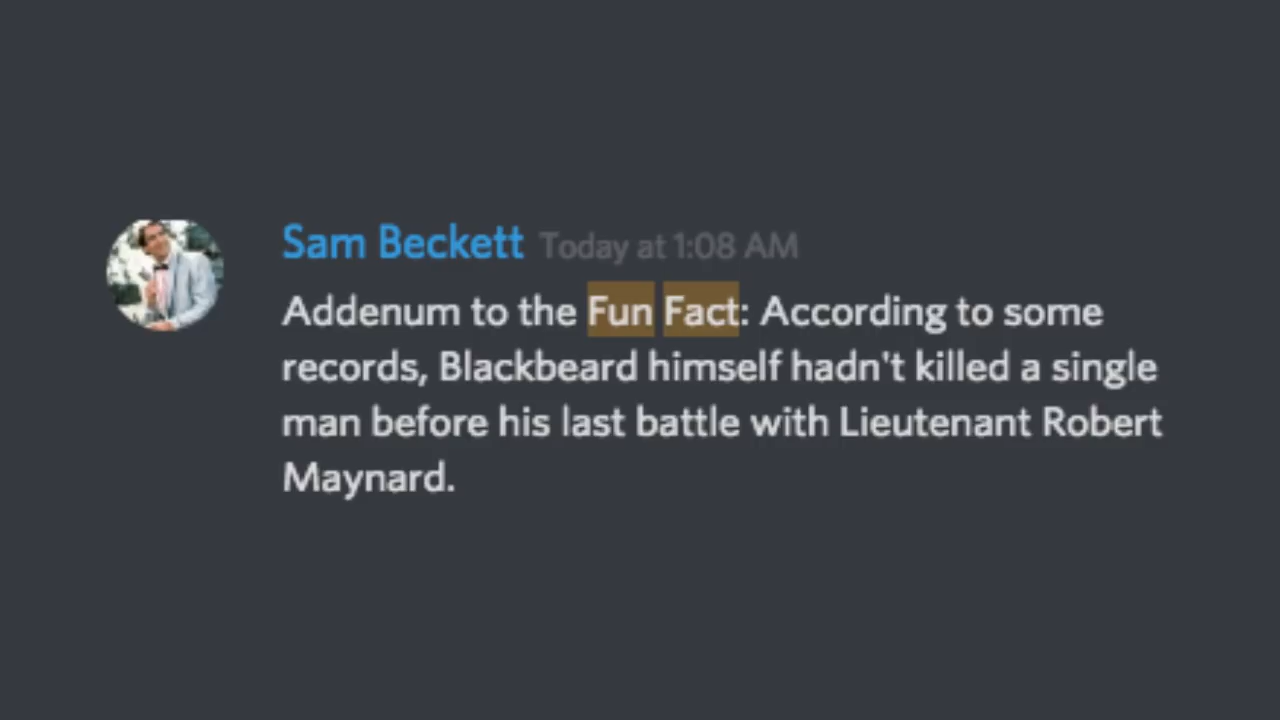 Sam Beckett Today at 1:08 AM
Addenum to the Fun Fact: According to some
records, Blackbeard himself hadn't killed a single
man before his last battle with Lieutenant Robert
Maynard.